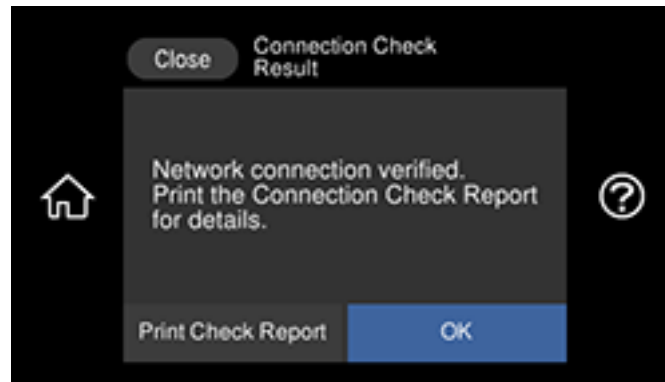 Close
Connection Check
Result
Network connection verified.
Print the Connection Check Report
for details.
Print Check Report
OK